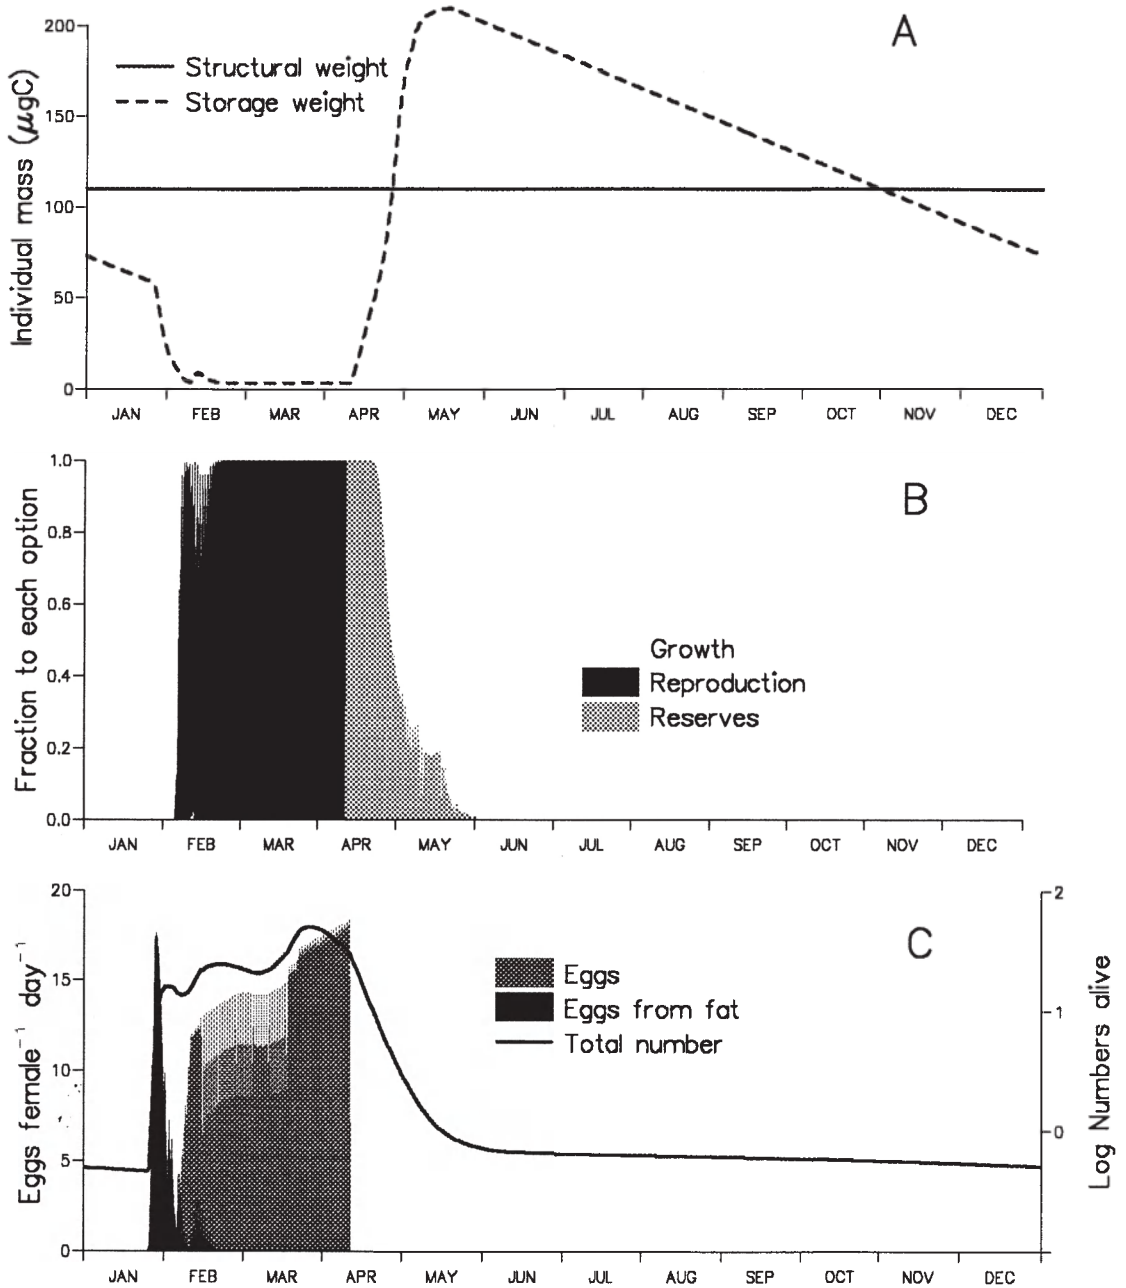 A
200
150
100
50
0
Individual mass (μgC)
Structural weight
Storage weight
JAN FEB MAR APR MAY JUN JUL AUG SEP OCT NOV DEC
B
1.0
0.8
0.6
0.4
0.2
0.0
Fraction to each option
Growth
Reproduction
Reserves
JAN FEB MAR APR MAY JUN JUL AUG SEP OCT NOV DEC
C
20
15
10
5
0
Eggs female⁻¹ day⁻¹
Eggs
Eggs from fat
Total number
2
1
0
Log Numbers alive
JAN FEB MAR APR MAY JUN JUL AUG SEP OCT NOV DEC